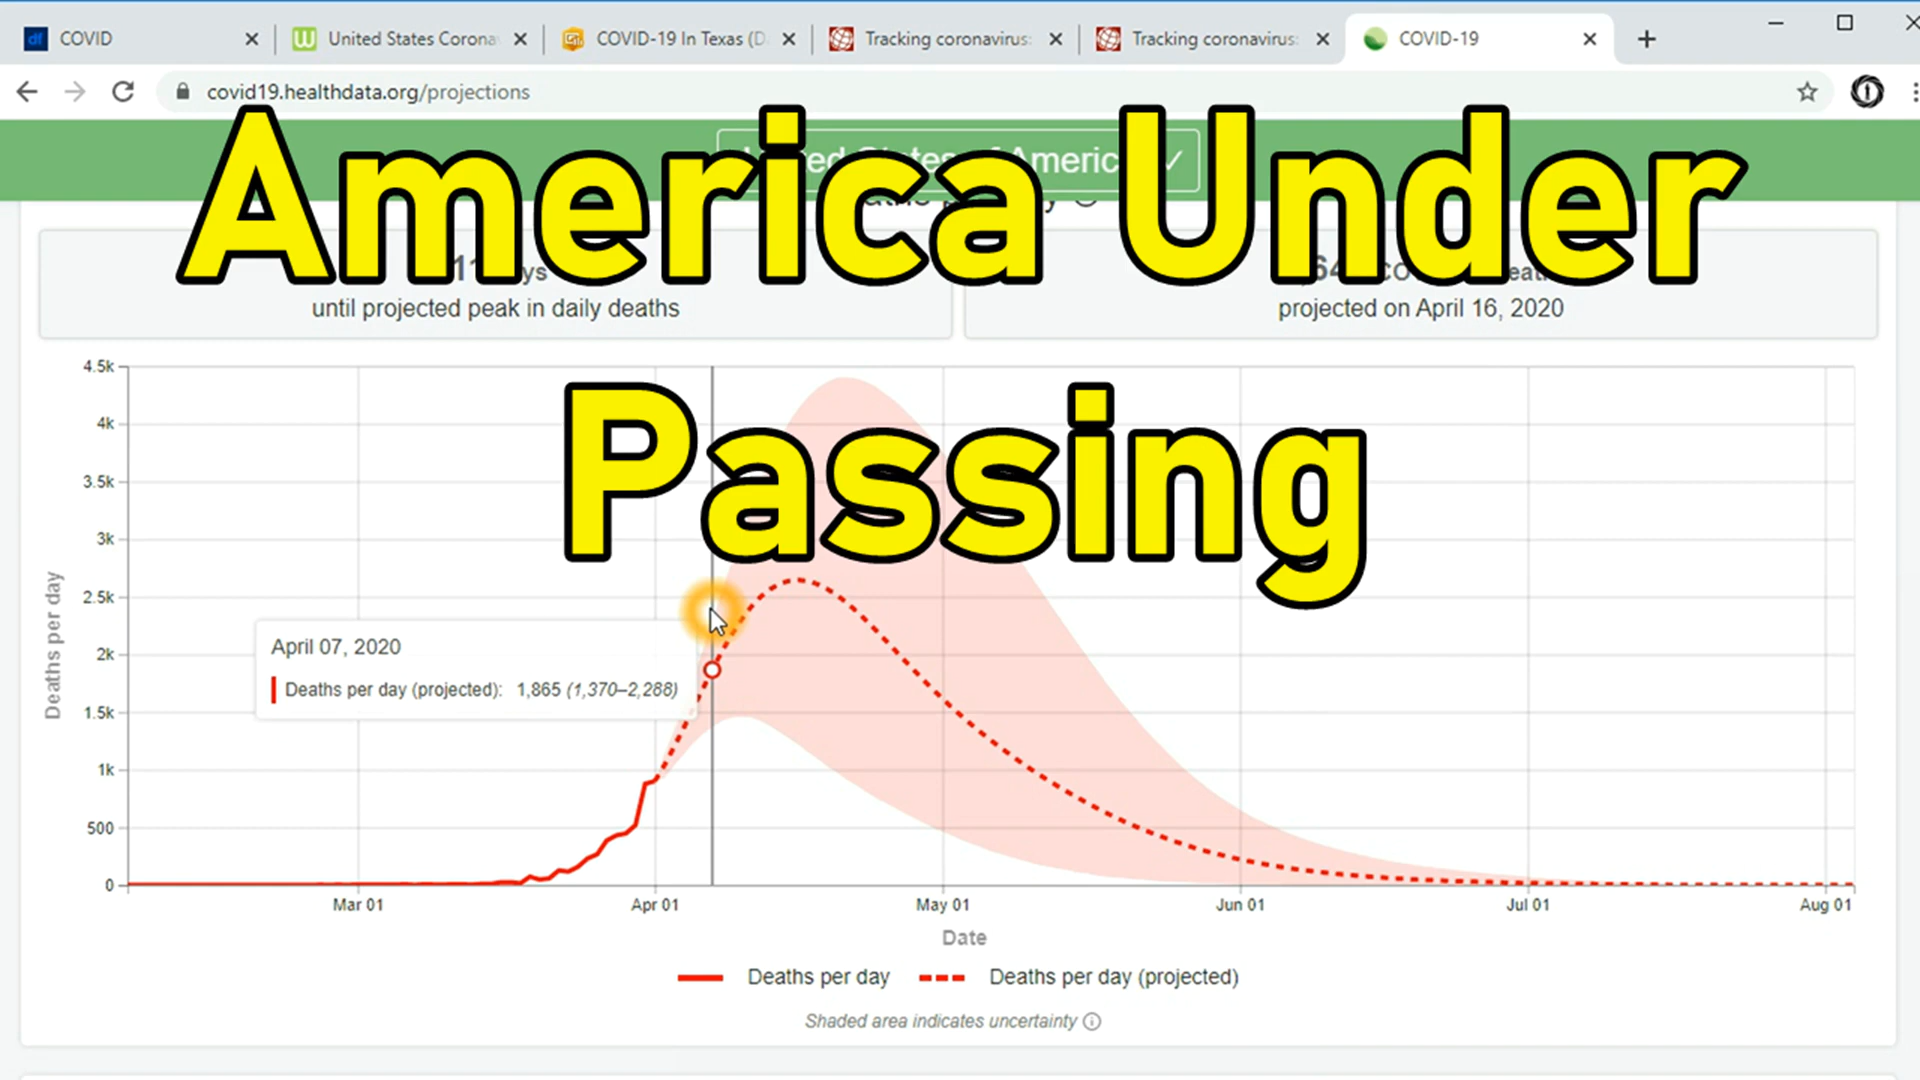 COVID
United States Corona
COVID-19 In Texas (D
Tracking coronavirus:
Tracking coronavirus:
COVID-19
covid19.healthdata.org/projections
America Under
Passing
until projected peak in daily deaths
projected on April 16, 2020
4.5k
4k
3.5k
3k
2.5k
2k
1.5k
1k
500
0
Deaths per day
April 07, 2020
Deaths per day (projected): 1,865 (1,370–2,288)
Mar 01 Apr 01 May 01 Jun 01 Jul 01 Aug 01
Date
Deaths per day Deaths per day (projected)
Shaded area indicates uncertainty